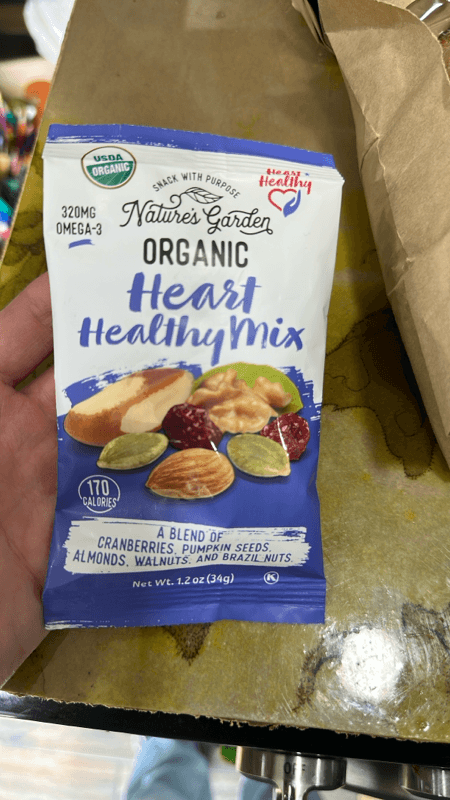 USDA
ORGANIC
SNACK WITH PURPOSE
Heart
Healthy
320MG
OMEGA-3
Nature's Garden
ORGANIC
Heart
Healthy Mix
170
CALORIES
A BLEND OF
CRANBERRIES, PUMPKIN SEEDS,
ALMONDS, WALNUTS, AND BRAZIL NUTS.
Net Wt. 1.2 oz (34g)
K
OFF